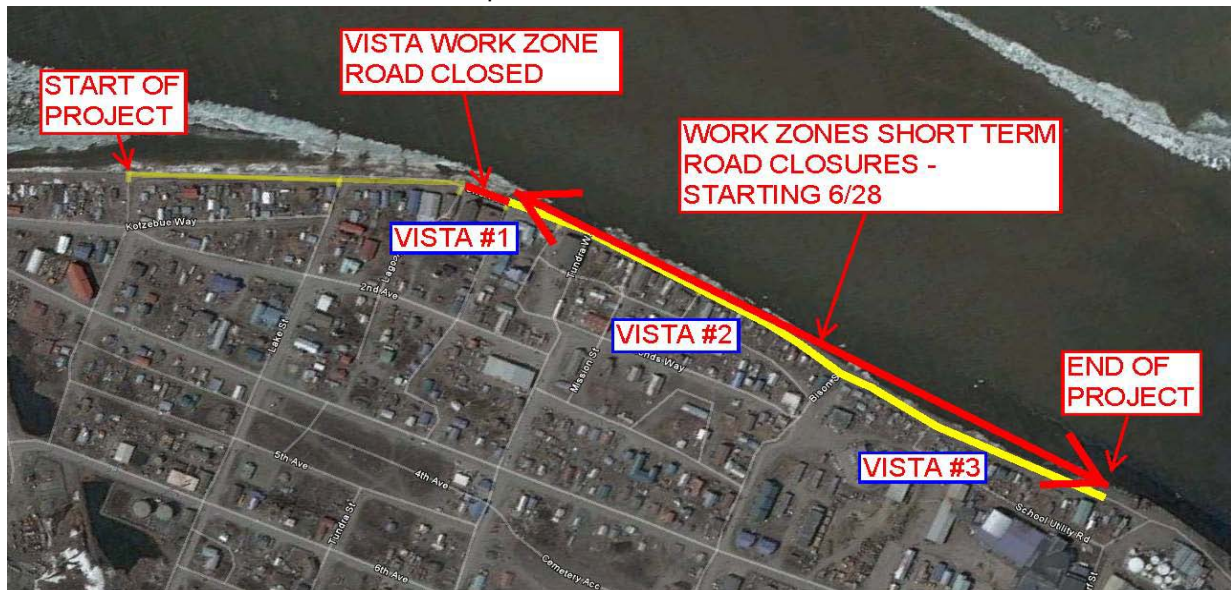 VISTA WORK ZONE
ROAD CLOSED
START OF
PROJECT
WORK ZONES SHORT TERM
ROAD CLOSURES -
STARTING 6/28
Kotzebue Way
VISTA #1
2nd Ave
Lake St
VISTA #2
Mission St
END OF
PROJECT
VISTA #3
5th Ave
4th Ave
Tundra St
6th Ave
School Utility Rd